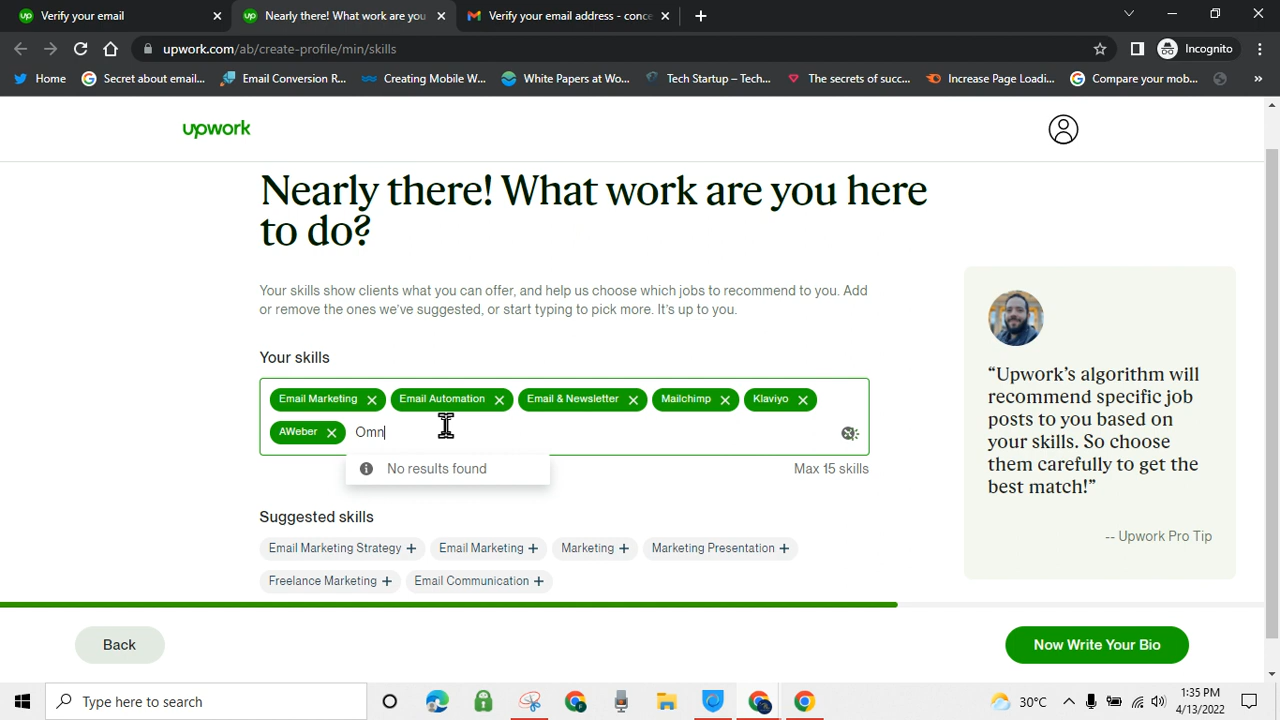 Verify your email
Nearly there! What work are you
Verify your email address - conce
upwork.com/ab/create-profile/min/skills
Incognito
Home
Secret about email...
Email Conversion R...
Creating Mobile W...
White Papers at Wo...
Tech Startup – Tech...
The secrets of succ...
Increase Page Loadi...
Compare your mob...
»
upwork
Nearly there! What work are you here
to do?
Your skills show clients what you can offer, and help us choose which jobs to recommend to you. Add
or remove the ones we've suggested, or start typing to pick more. It's up to you.
Your skills
Email Marketing
Email Automation
Email & Newsletter
Mailchimp
Klaviyo
AWeber
Omn
No results found
Max 15 skills
Suggested skills
Email Marketing Strategy +
Email Marketing +
Marketing +
Marketing Presentation +
Freelance Marketing +
Email Communication +
“Upwork's algorithm will
recommend specific job
posts to you based on
your skills. So choose
them carefully to get the
best match!”
-- Upwork Pro Tip
Back
Now Write Your Bio
Type here to search
30°C
1:35 PM
4/13/2022